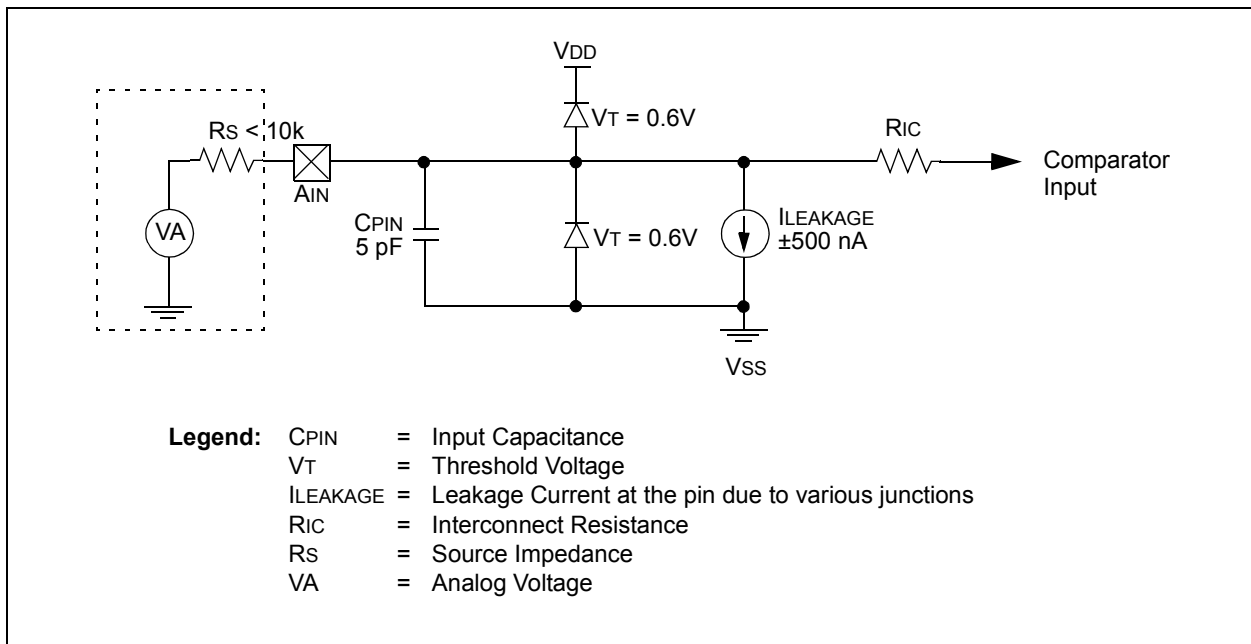 VDD
VT = 0.6V
RS < 10k
RIC
AIN
Comparator
Input
VA
CPIN
5 pF
VT = 0.6V
ILEAKAGE
±500 nA
VSS
Legend: CPIN = Input Capacitance
VT = Threshold Voltage
ILEAKAGE = Leakage Current at the pin due to various junctions
RIC = Interconnect Resistance
RS = Source Impedance
VA = Analog Voltage